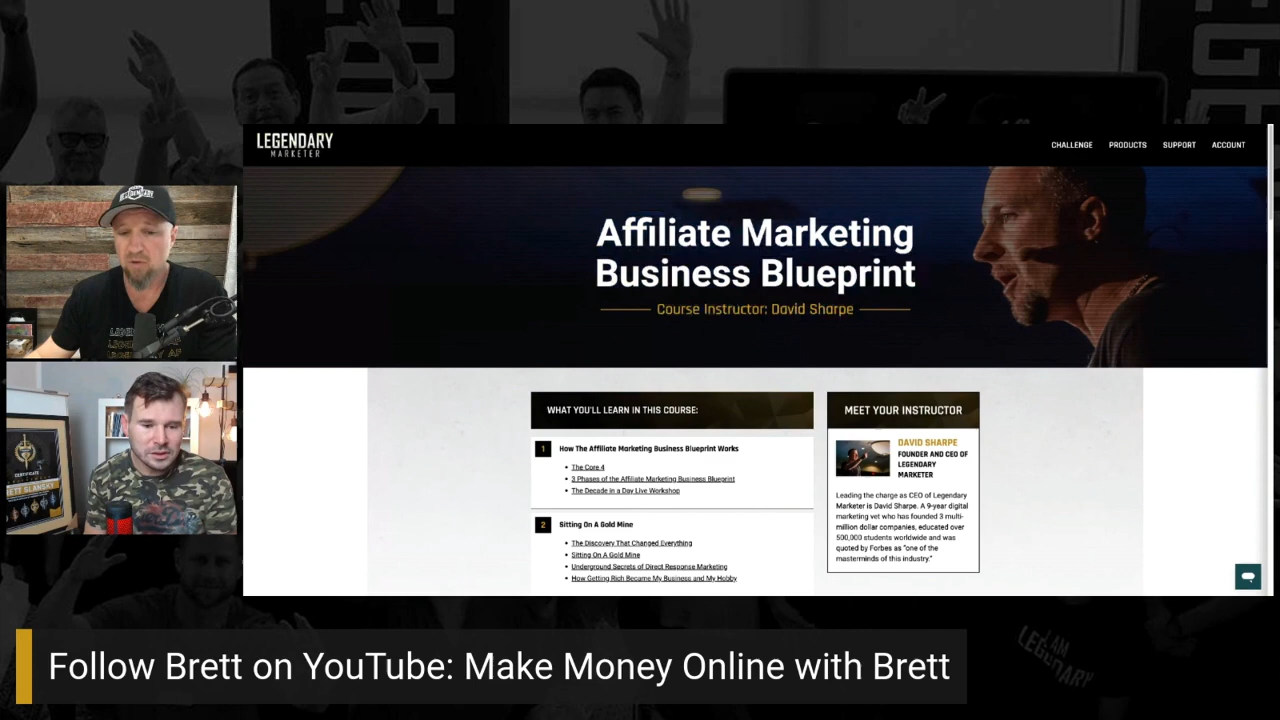 LEGENDARY
MARKETER
CHALLENGE PRODUCTS SUPPORT ACCOUNT
Affiliate Marketing
Business Blueprint
Course Instructor: David Sharpe
WHAT YOU'LL LEARN IN THIS COURSE:
1 How The Affiliate Marketing Business Blueprint Works
• The Core 4
• 3 Phases of the Affiliate Marketing Business Blueprint
• The Decade in a Day Live Workshop
2 Sitting On A Gold Mine
• The Discovery That Changed Everything
• Sitting On A Gold Mine
• Underground Secrets of Direct Response Marketing
• How Getting Rich Became My Business and My Hobby
MEET YOUR INSTRUCTOR
DAVID SHARPE
FOUNDER AND CEO OF
LEGENDARY
MARKETER
Leading the charge as CEO of Legendary
Marketer is David Sharpe. A 9-year digital
marketing vet who has founded 3 multi-
million dollar companies, educated over
500,000 students worldwide and was
quoted by Forbes as "one of the
masterminds of this industry."
CERTIFICATE
I AM
LEGENDARY
Follow Brett on YouTube: Make Money Online with Brett